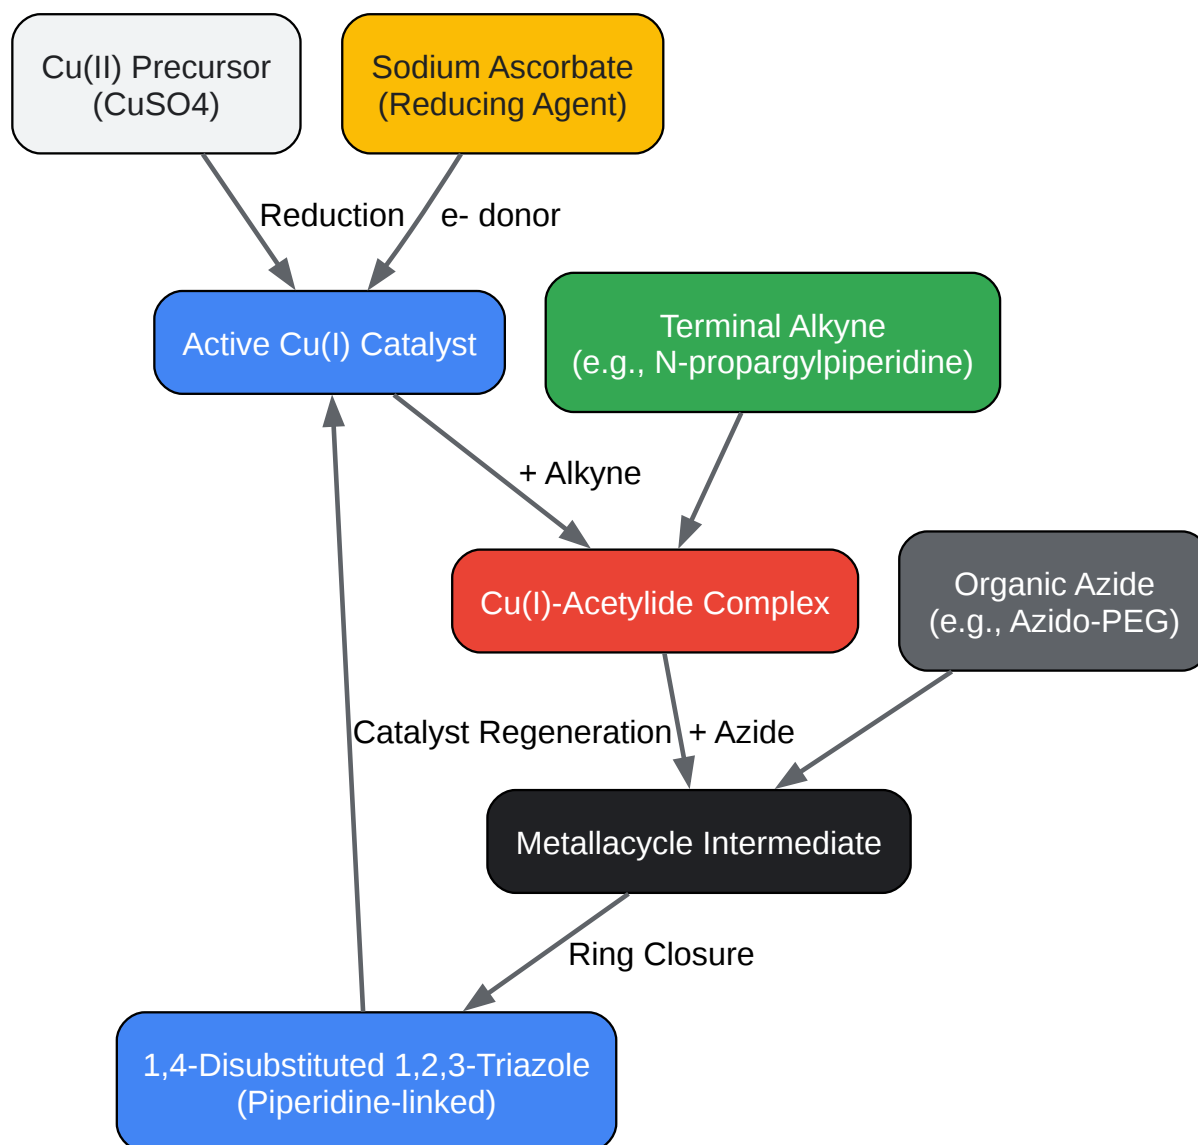 Cu(II) Precursor
(CuSO4)
Sodium Ascorbate
(Reducing Agent)
Reduction
e- donor
Active Cu(I) Catalyst
Terminal Alkyne
(e.g., N-propargylpiperidine)
+ Alkyne
Cu(I)-Acetylide Complex
Organic Azide
(e.g., Azido-PEG)
Catalyst Regeneration
+ Azide
Metallacycle Intermediate
Ring Closure
1,4-Disubstituted 1,2,3-Triazole
(Piperidine-linked)